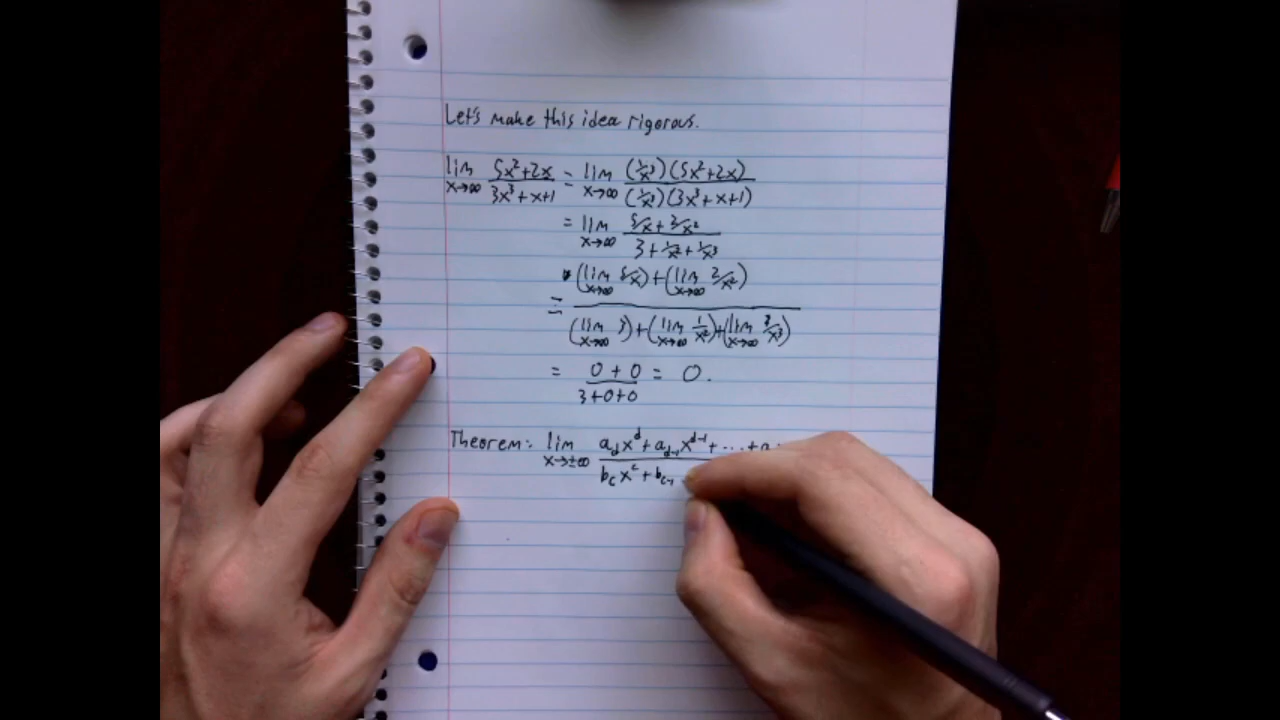 Let's make this idea rigorous.
lim x→∞ (5x²+2x)/(3x³+x+1) = lim x→∞ ((1/x³)(5x²+2x))/((1/x³)(3x³+x+1))
= lim x→∞ (5/x + 2/x²)/(3 + 1/x² + 1/x³)
= ((lim x→∞ 5/x) + (lim x→∞ 2/x²))/((lim x→∞ 3) + (lim x→∞ 1/x²) + (lim x→∞ 3/x³))
= (0 + 0)/(3+0+0) = 0.
Theorem: lim x→±∞ (a_d x^d + a_{d-1} x^{d-1} + ... + a)/(b_c x^c + b_{c-1}